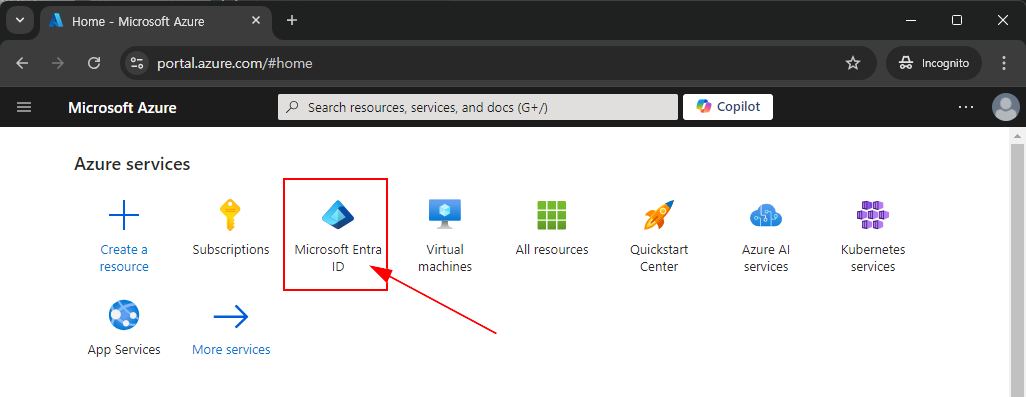 Home - Microsoft Azure
portal.azure.com/#home
Incognito
Microsoft Azure
Search resources, services, and docs (G+/)
Copilot
Azure services
Create a
resource
Subscriptions
Microsoft Entra
ID
Virtual
machines
All resources
Quickstart
Center
Azure AI
services
Kubernetes
services
App Services
More services